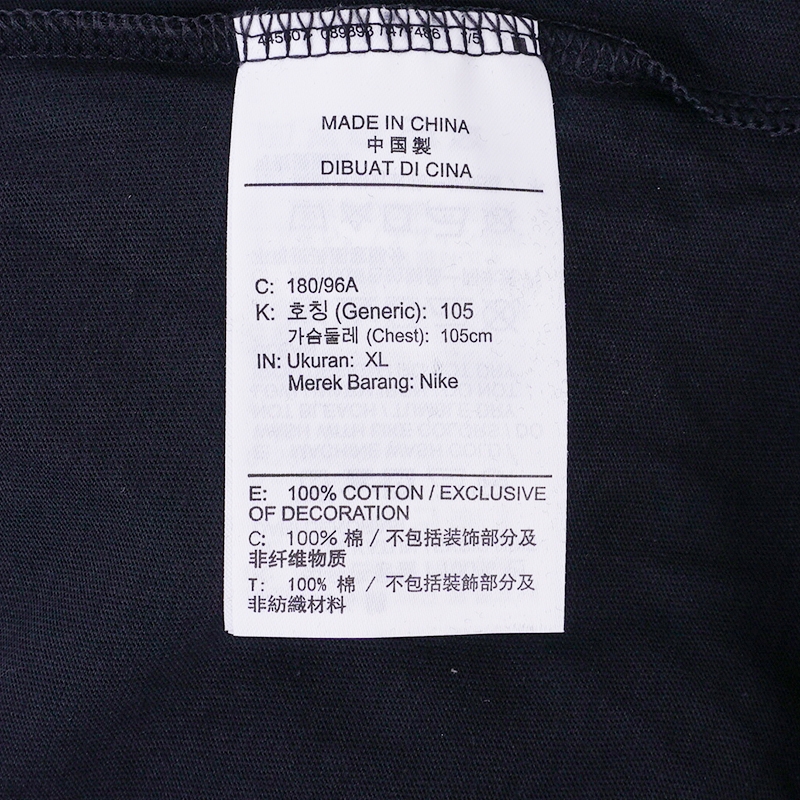 MADE IN CHINA
中国製
DIBUAT DI CINA
C: 180/96A
K: 호칭 (Generic): 105
가슴둘레 (Chest): 105cm
IN: Ukuran: XL
Merek Barang: Nike
E: 100% COTTON / EXCLUSIVE
OF DECORATION
C: 100% 棉 / 不包括装饰部分及
非纤维物质
T: 100% 棉 / 不包括裝飾部分及
非紡織材料